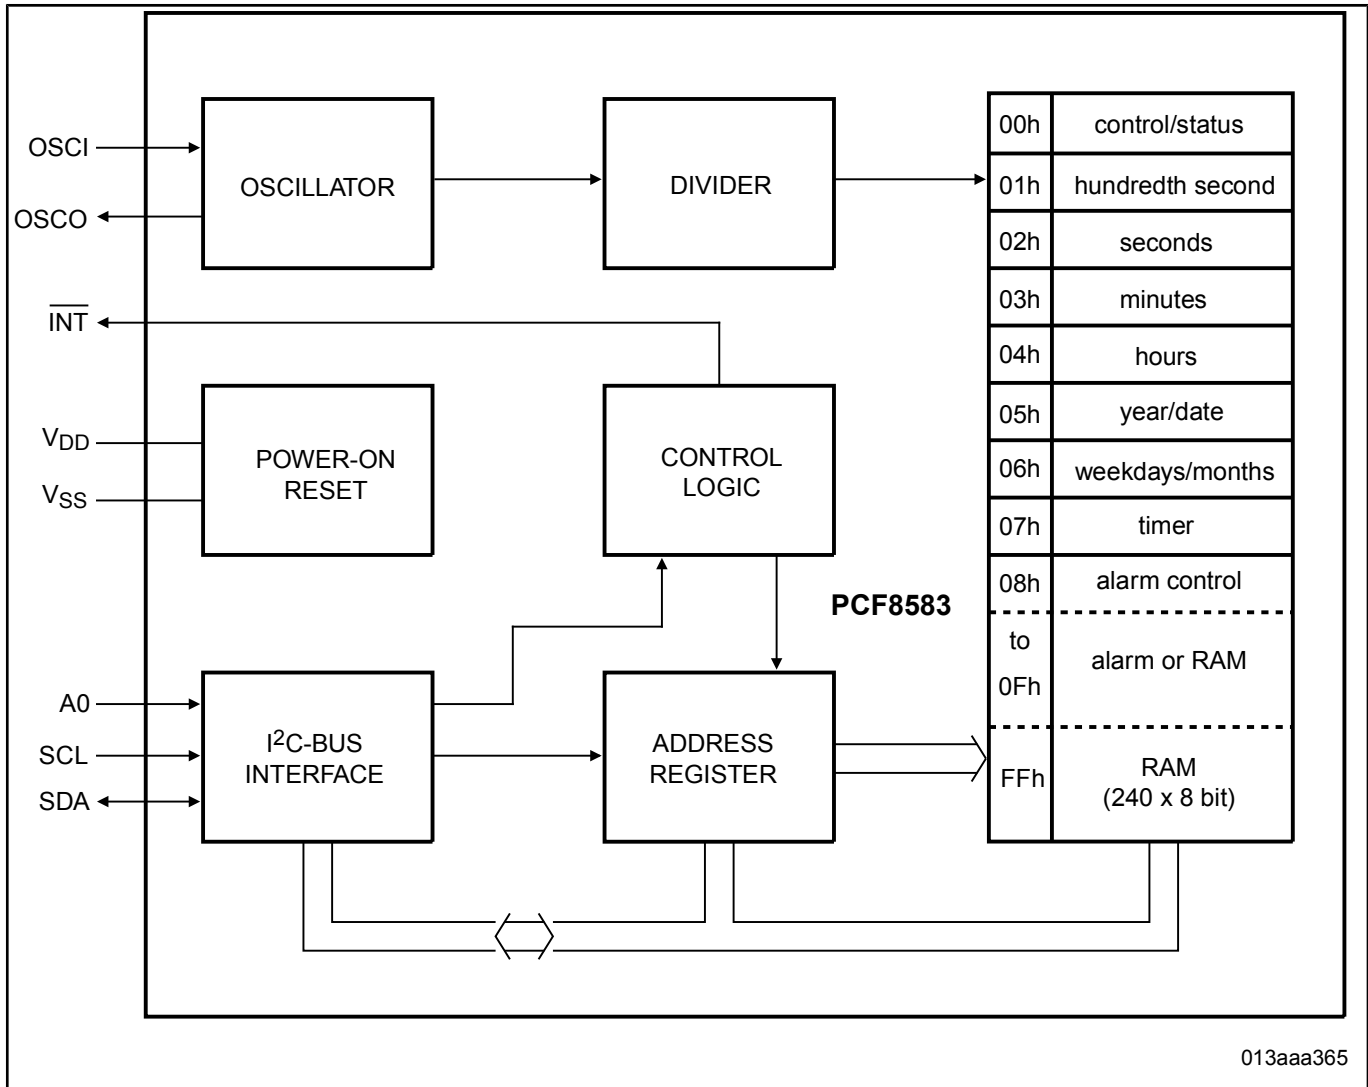 OSCI
OSCO
INT
VDD
VSS
A0
SCL
SDA
OSCILLATOR
DIVIDER
POWER-ON
RESET
CONTROL
LOGIC
PCF8583
I2C-BUS
INTERFACE
ADDRESS
REGISTER
00h control/status
01h hundredth second
02h seconds
03h minutes
04h hours
05h year/date
06h weekdays/months
07h timer
08h alarm control
to
0Fh
alarm or RAM
FFh
RAM
(240 x 8 bit)
013aaa365